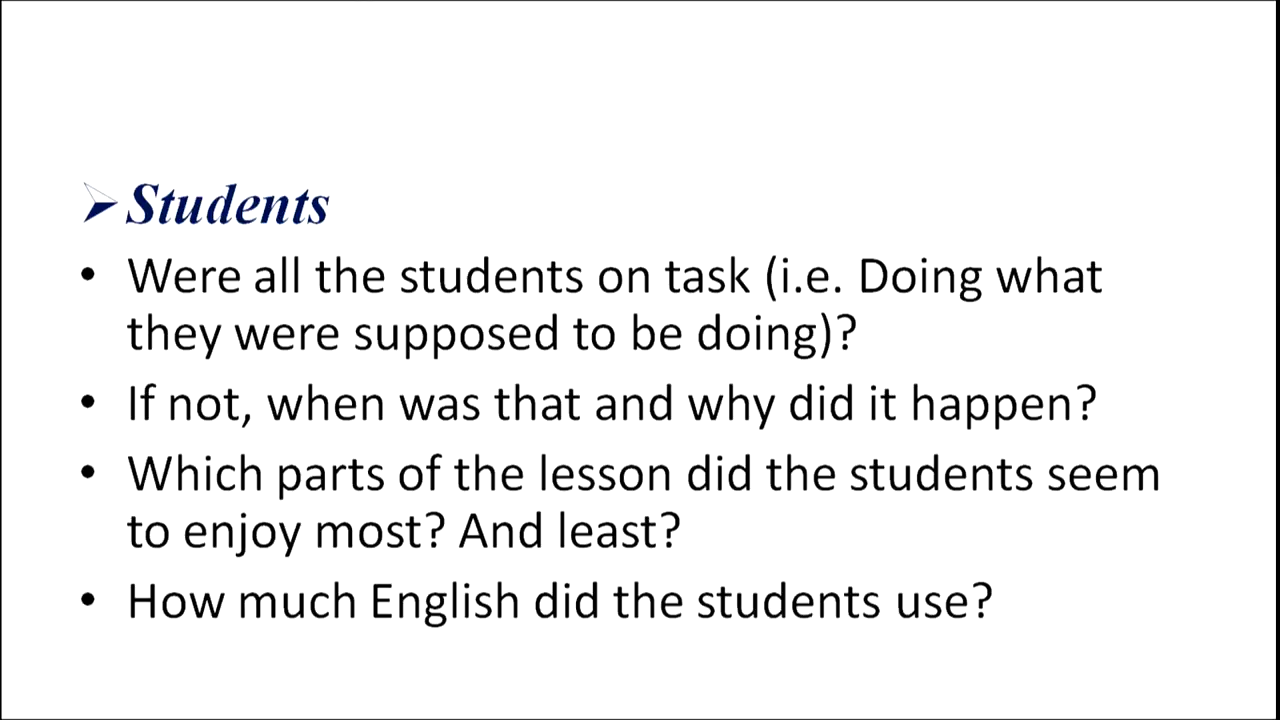 ➢Students
• Were all the students on task (i.e. Doing what
they were supposed to be doing)?
• If not, when was that and why did it happen?
• Which parts of the lesson did the students seem
to enjoy most? And least?
• How much English did the students use?